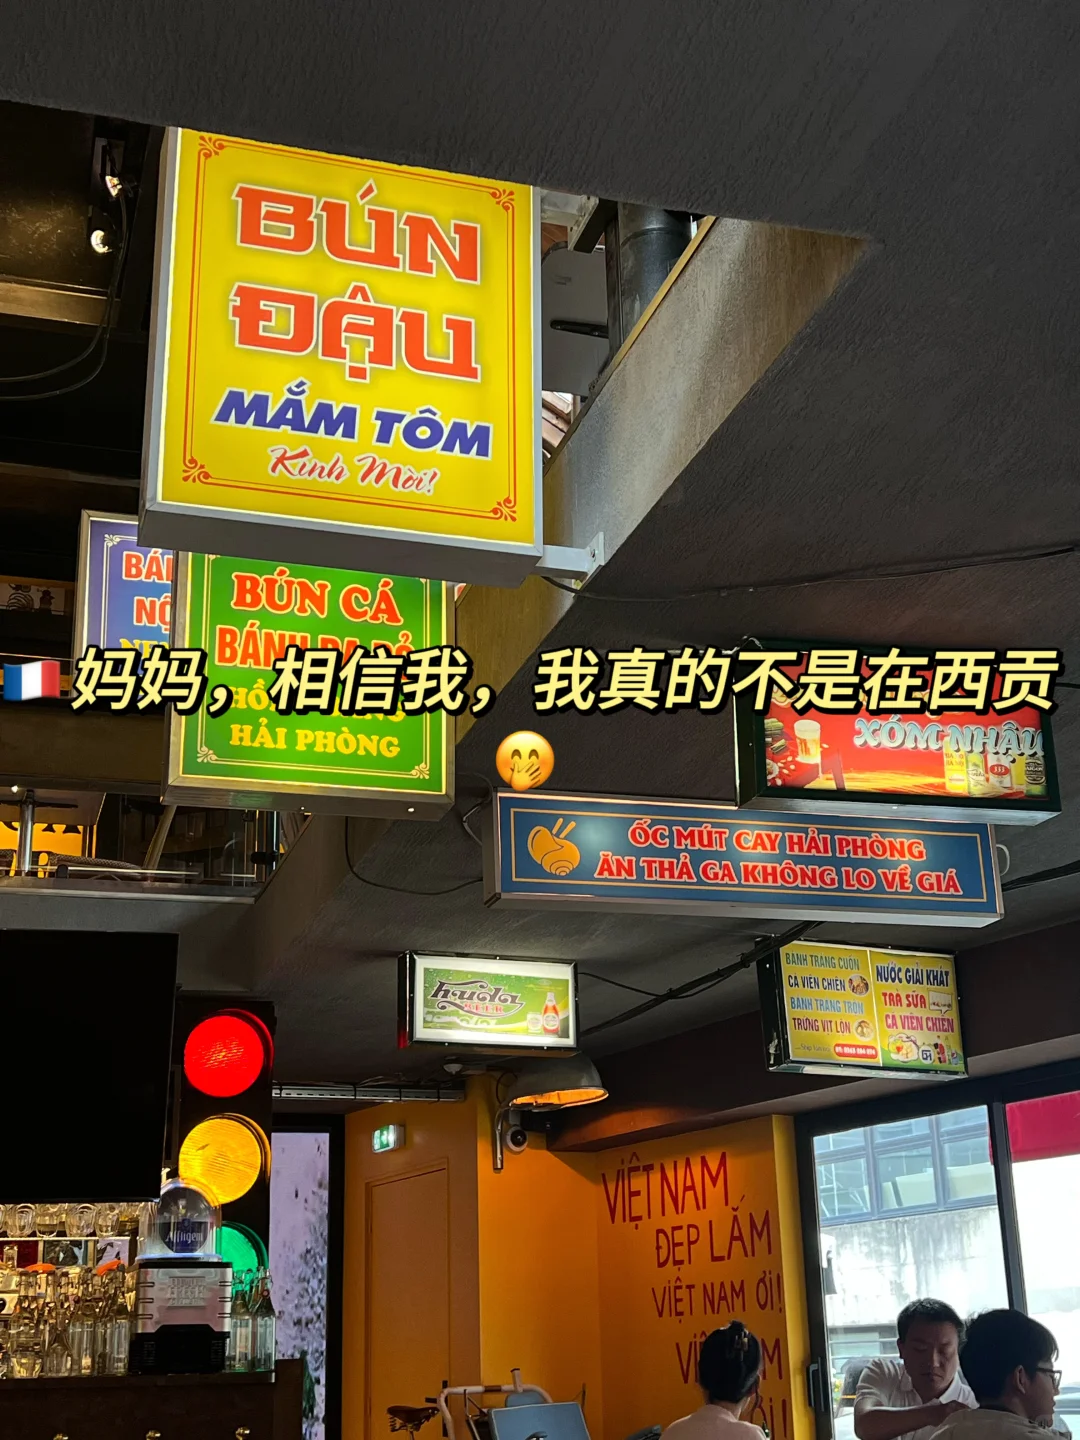 BÚN
ĐẬU
MẮM TÔM
Kính Mời!
BÚN CÁ
HẢI PHÒNG
🇫🇷 妈妈，相信我，我真的不是在西贡
🤭
XÓM NHẬU
ỐC MÚT CAY HẢI PHÒNG
ĂN THẢ GA KHÔNG LO VỀ GIÁ
huda
BÁNH TRÁNG CUỐN
CÁ VIÊN CHIÊN
BÁNH TRÁNG TRỘN
TRỨNG VỊT LỘN
NƯỚC GIẢI KHÁT
TRÀ SỮA
CÁ VIÊN CHIÊN
Affligem
VIỆT NAM
ĐẸP LẮM
VIỆT NAM ƠI!